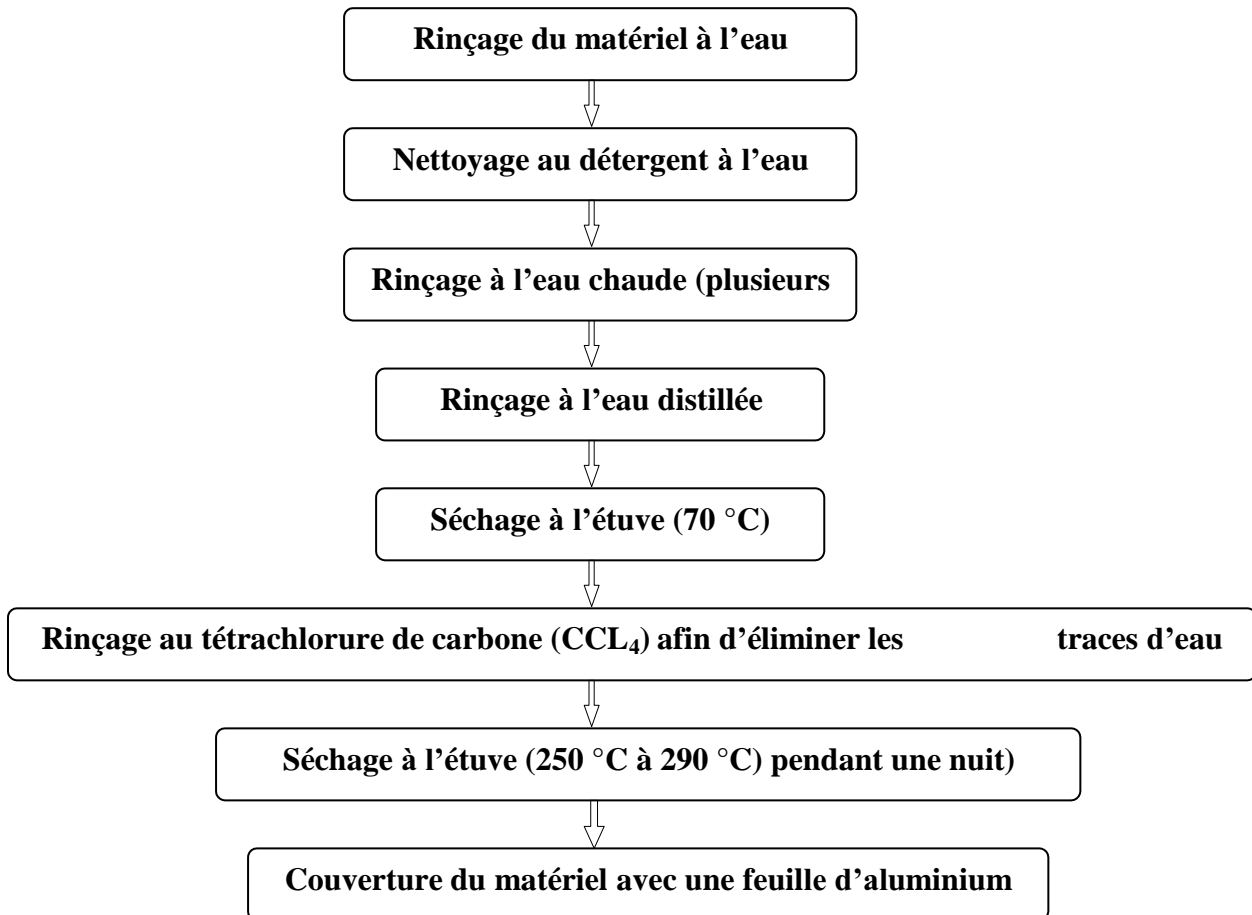 Rinçage du matériel à l’eau
Nettoyage au détergent à l’eau
Rinçage à l’eau chaude (plusieurs
Rinçage à l’eau distillée
Séchage à l’étuve (70 °C)
Rinçage au tétrachlorure de carbone (CCL₄) afin d’éliminer les traces d’eau
Séchage à l’étuve (250 °C à 290 °C) pendant une nuit)
Couverture du matériel avec une feuille d’aluminium